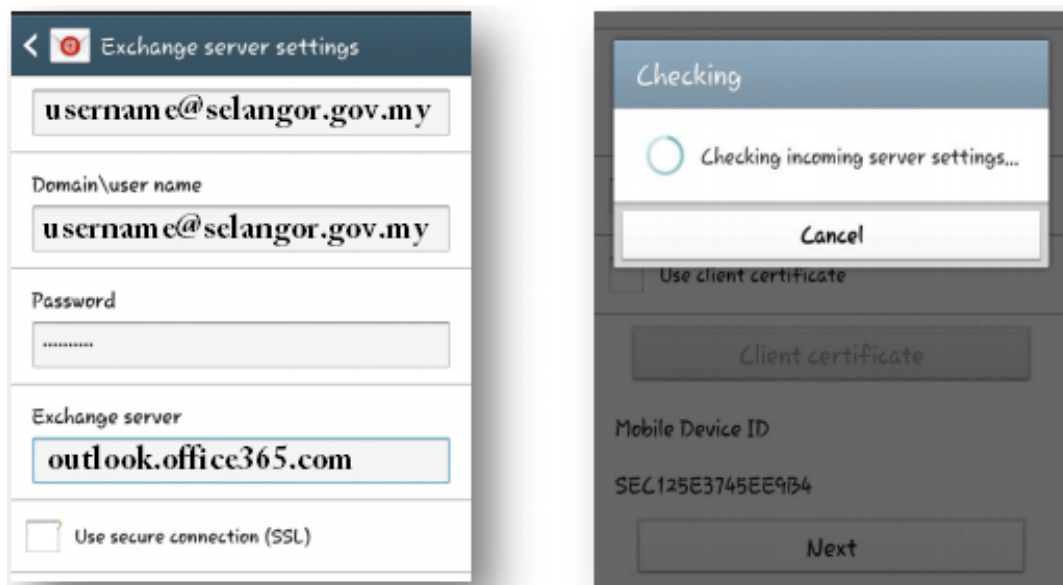 Exchange server settings
username@selangor.gov.my
Domain\user name
username@selangor.gov.my
Password
..........
Exchange server
outlook.office365.com
Use secure connection (SSL)
Checking
Checking incoming server settings...
Cancel
Use client certificate
Client certificate
Mobile Device ID
SEC125E3745EE9B4
Next